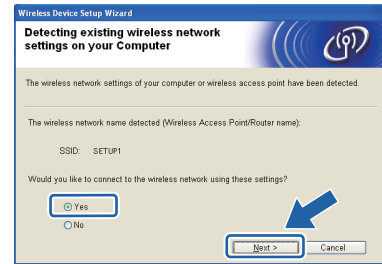 Wireless Device Setup Wizard
Detecting existing wireless network
settings on your Computer
The wireless network settings of your computer or wireless access point have been detected.
The wireless network name detected (Wireless Access Point/Router name):
SSID: SETUP1
Would you like to connect to the wireless network using these settings?
Yes
No
Next > Cancel